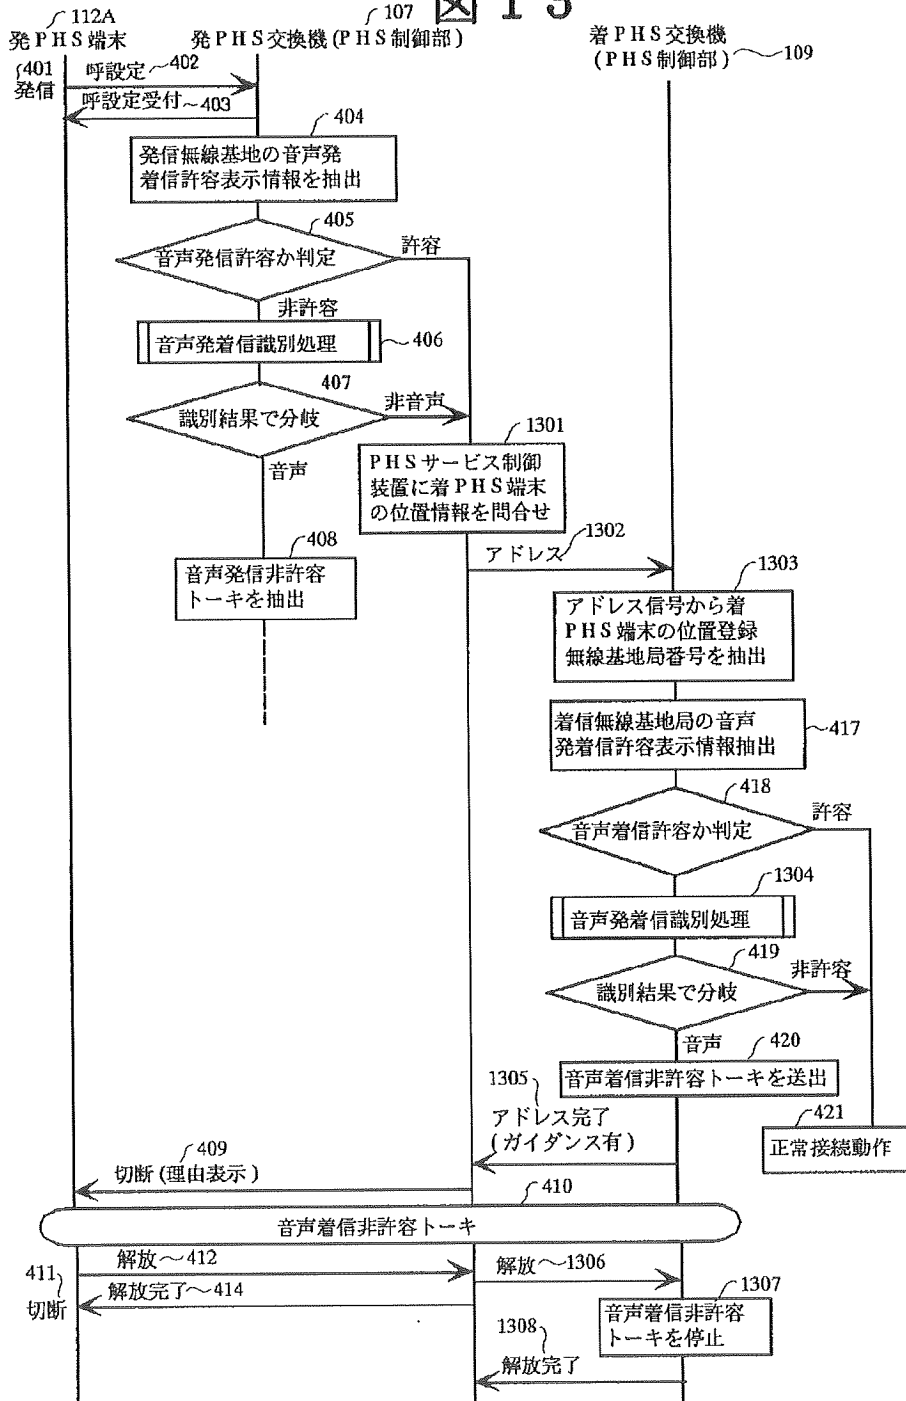 図13
112A
発PHS端末
107
発PHS交換機(PHS制御部)
着PHS交換機
(PHS制御部)
109
401
発信
呼設定
402
呼設定受付
403
404
発信無線基地の音声発
着信許容表示情報を抽出
405
音声発信許容か判定
許容
非許容
音声発着信識別処理
406
407
識別結果で分岐
非音声
音声
1301
PHSサービス制御
装置に着PHS端末
の位置情報を問合せ
408
音声発信非許容
トーキを抽出
アドレス
1302
1303
アドレス信号から着
PHS端末の位置登録
無線基地局番号を抽出
着信無線基地局の音声
発着信許容表示情報抽出
417
418
音声着信許容か判定
許容
1304
音声発着信識別処理
419
識別結果で分岐
非許容
音声
420
音声着信非許容トーキを送出
1305
アドレス完了
(ガイダンス有)
421
正常接続動作
409
切断(理由表示)
410
音声着信非許容トーキ
解放
412
解放
1306
411
切断
解放完了
414
1307
音声着信非許容
トーキを停止
1308
解放完了